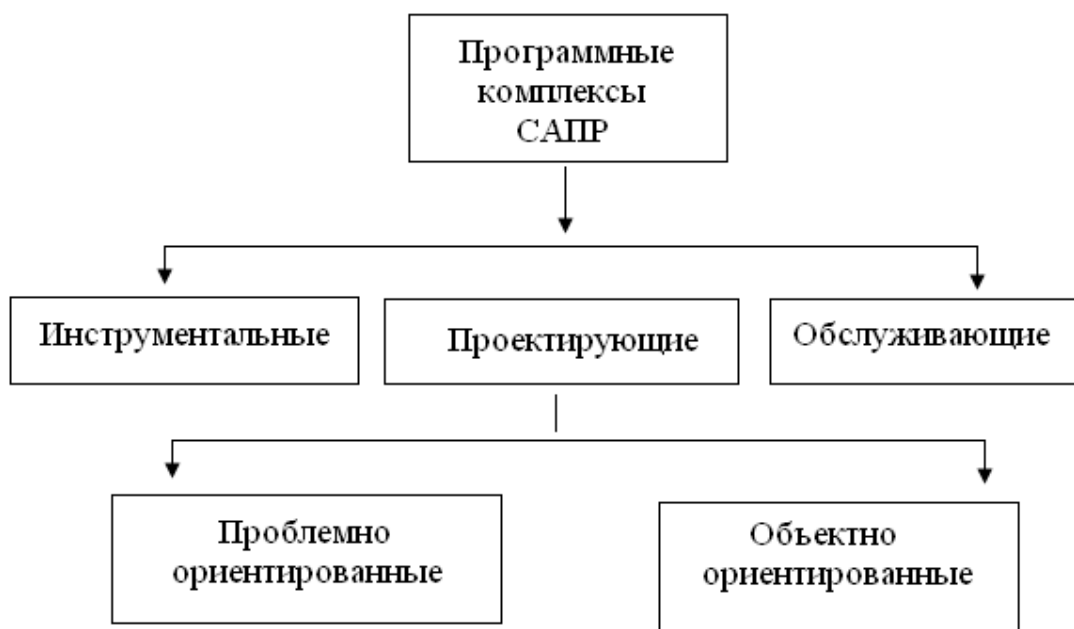 Программные
комплексы
САПР
Инструментальные
Проектирующие
Обслуживающие
Проблемно
ориентированные
Объектно
ориентированные